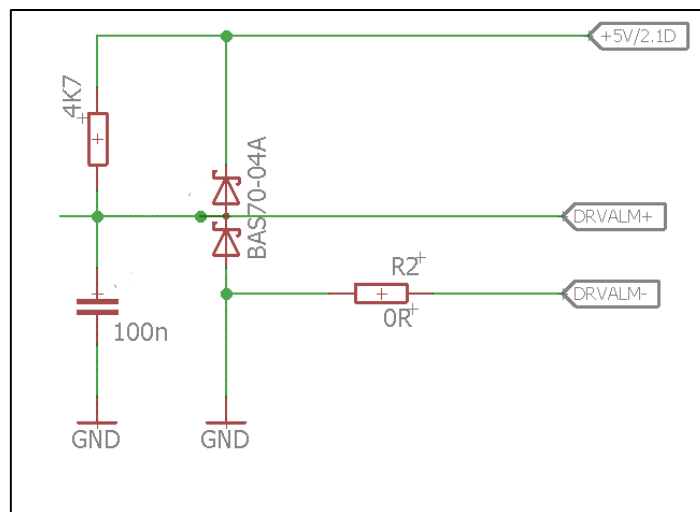 +5V/2.1D
4K7
BAS70-04A
DRVALM+
R2
0R
DRVALM-
100n
GND
GND